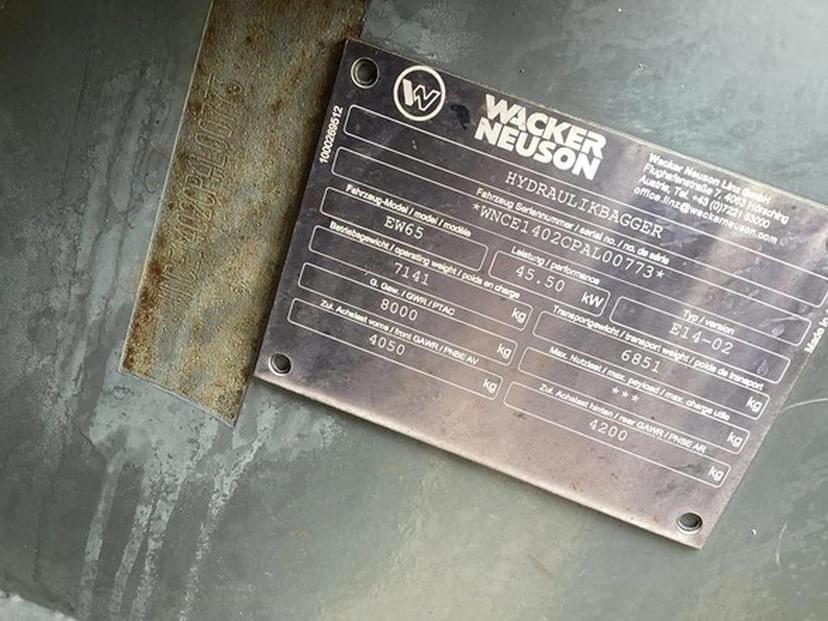 W
WACKER
NEUSON
Wacker Neuson Linz GmbH
Flughafenstraße 7, 4063 Hörsching
Austria, Tel. +43 (0)7221 63000
office.linz@wackerneuson.com
1000269512
HYDRAULIKBAGGER
Fahrzeug Seriennummer / serial no. / no. de série
*WNCE1402CPAL00773*
Fahrzeug-Model / model / modèle
EW65
Leistung / performance
45.50 kW
Typ / version
E14-02
Betriebsgewicht / operating weight / poids en charge
7141 kg
Transportgewicht / transport weight / poids de transport
6851 kg
G. Gew. / GWR / PTAC
8000 kg
Max. Nutzlast / max. payload / max. charge utile
*** kg
Zul. Achslast vorne / front GAWR / PNBE AV
4050 kg
Zul. Achslast hinten / rear GAWR / PNBE AR
4200 kg
Made in